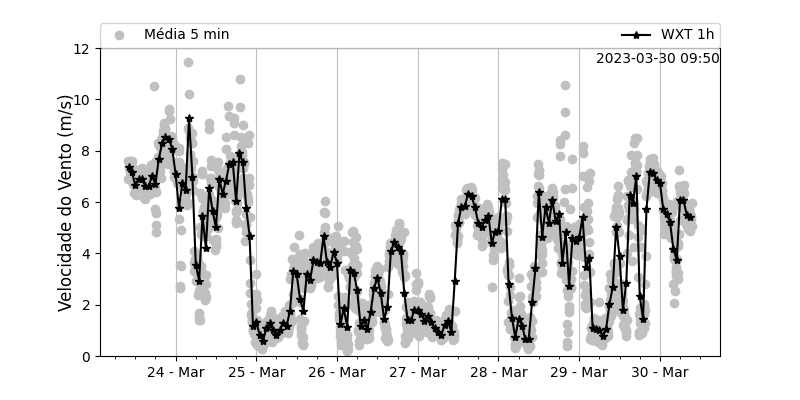 Média 5 min
WXT 1h
2023-03-30 09:50
Velocidade do Vento (m/s)
12
10
8
6
4
2
0
24 - Mar
25 - Mar
26 - Mar
27 - Mar
28 - Mar
29 - Mar
30 - Mar